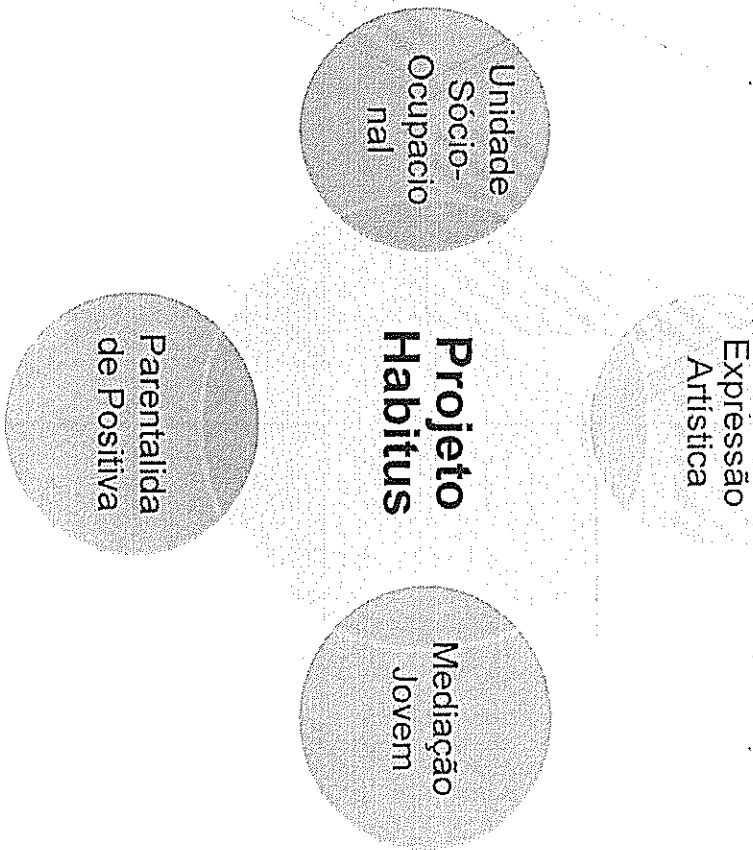 Expressão
Artística
Unidade
Sócio-
Ocupacio
nal
Projeto
Habitus
Mediação
Jovem
Parentalida
de Positiva